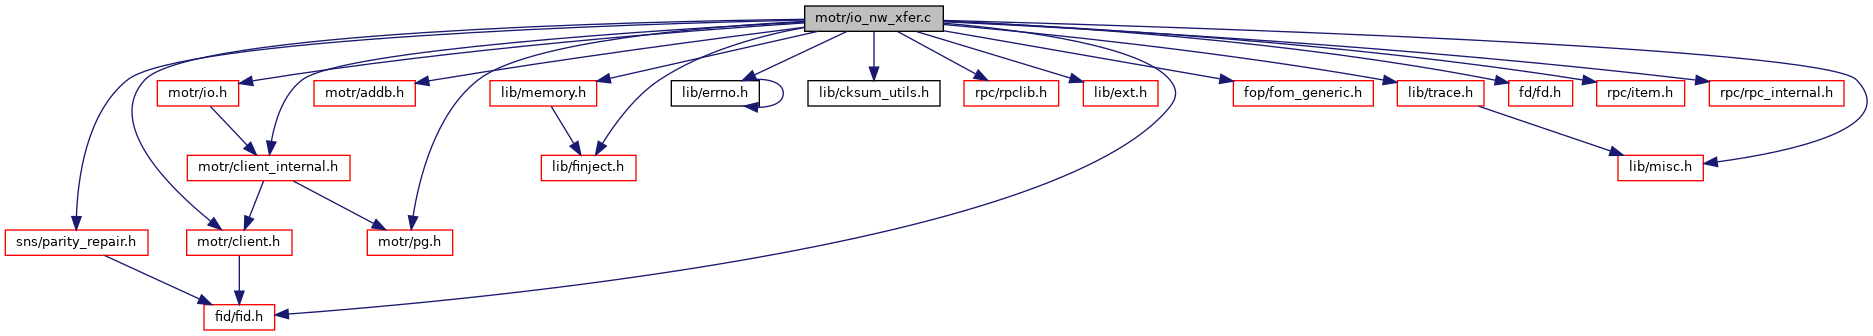 motr/io_nw_xfer.c
motr/io.h
motr/addb.h
lib/memory.h
lib/errno.h
lib/cksum_utils.h
rpc/rpclib.h
lib/ext.h
fop/fom_generic.h
lib/trace.h
fd/fd.h
rpc/item.h
rpc/rpc_internal.h
motr/client_internal.h
lib/finject.h
lib/misc.h
sns/parity_repair.h
motr/client.h
motr/pg.h
fid/fid.h